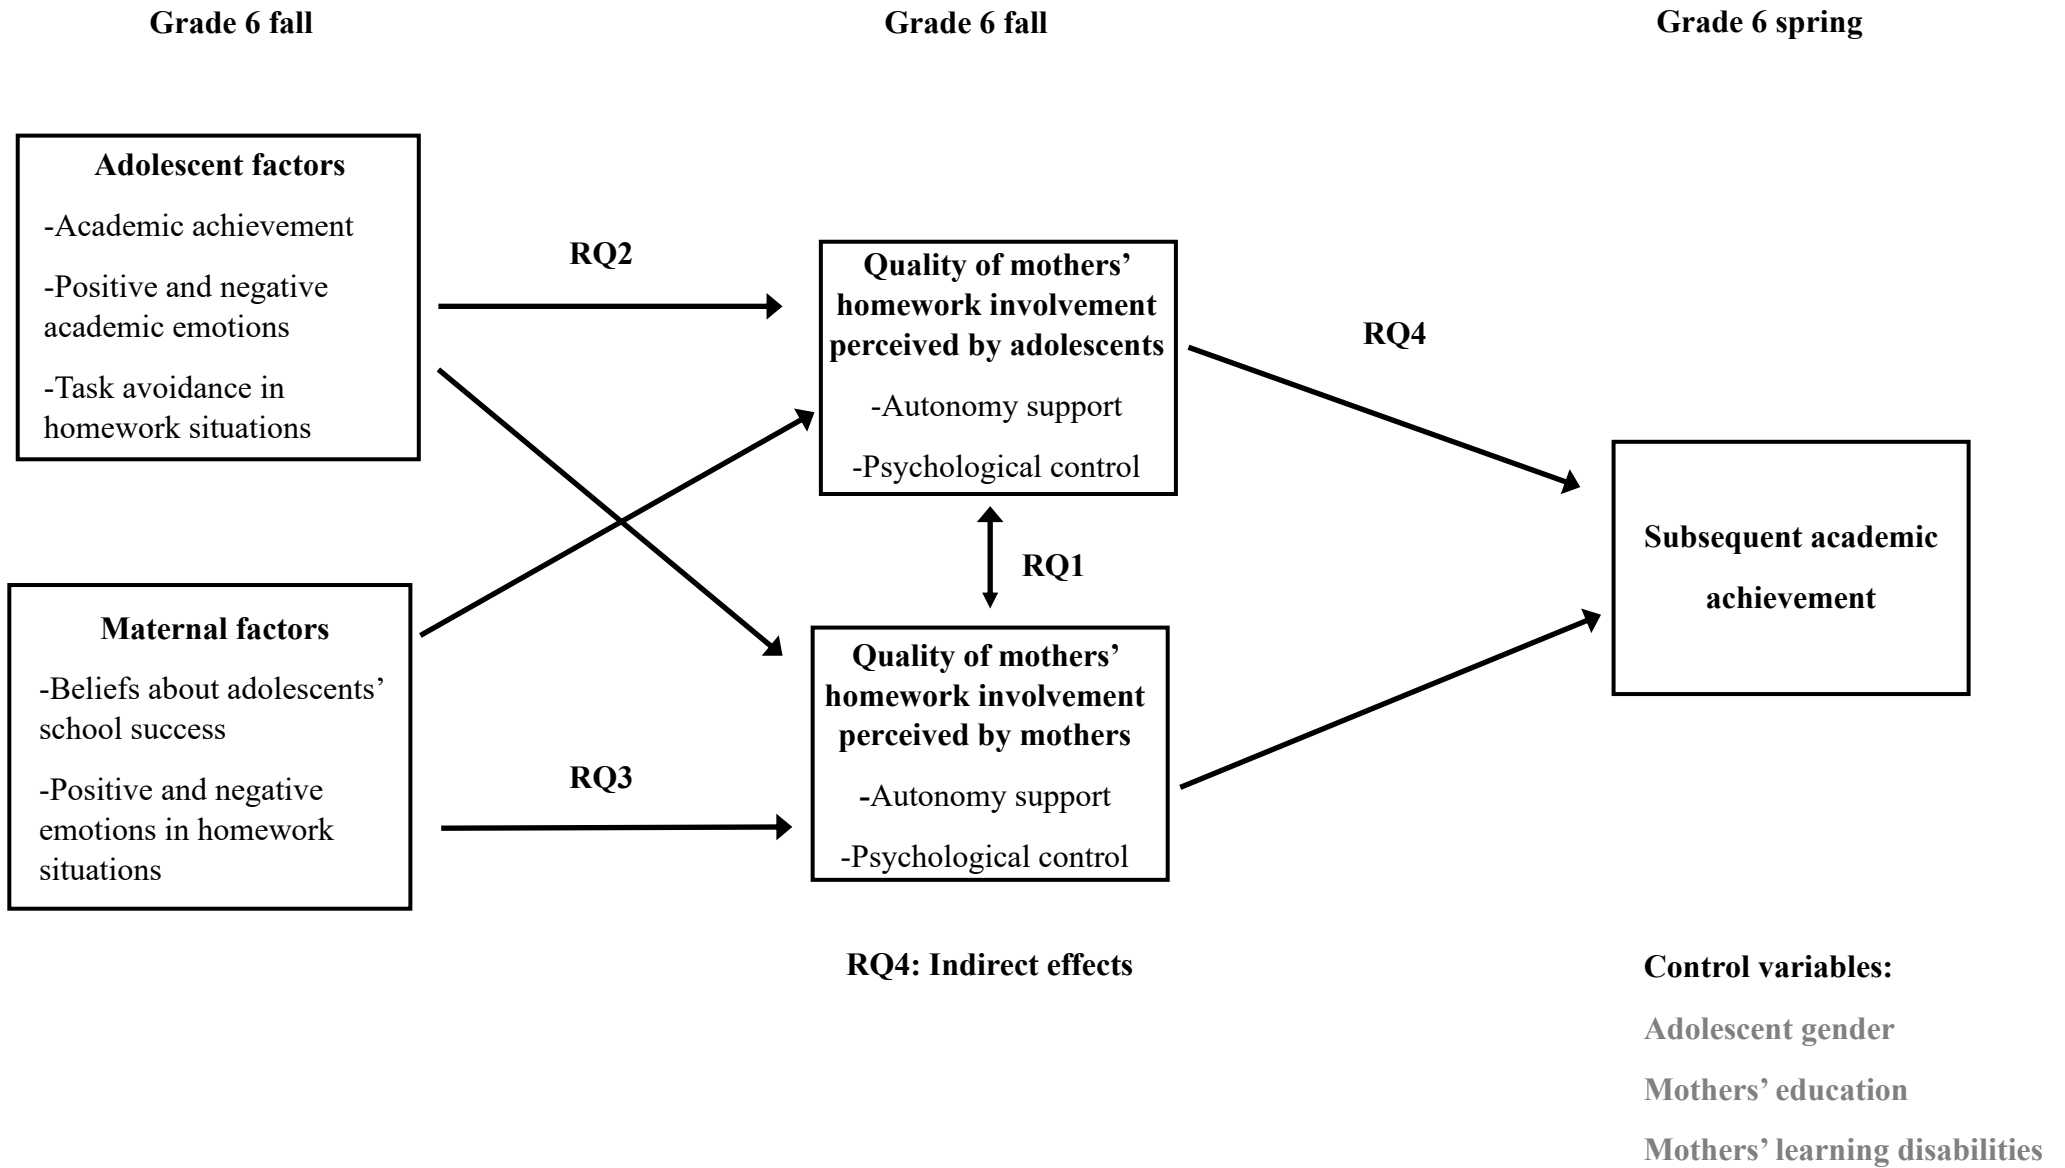 Grade 6 fall
Grade 6 fall
Grade 6 spring
Adolescent factors
-Academic achievement
-Positive and negative
academic emotions
-Task avoidance in
homework situations
RQ2
Quality of mothers’
homework involvement
perceived by adolescents
-Autonomy support
-Psychological control
RQ4
RQ1
Subsequent academic
achievement
Maternal factors
-Beliefs about adolescents’
school success
-Positive and negative
emotions in homework
situations
RQ3
Quality of mothers’
homework involvement
perceived by mothers
-Autonomy support
-Psychological control
RQ4: Indirect effects
Control variables:
Adolescent gender
Mothers’ education
Mothers’ learning disabilities